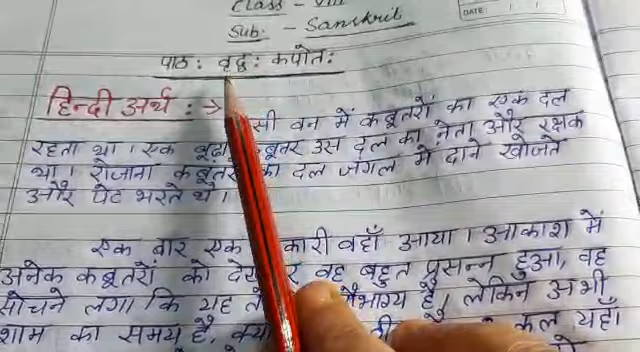 Class - VIII
Sub. - Sanskrit
DATE:
पाठ: वृद्ध: कपोत:
हिन्दी अर्थ :→ सी वन में कबूतरों का एक दल
रहता था। एक बूढ़ा बूतर उस दल का नेता और रक्षक
था। रोजाना कबूतरों का दल जंगल में दाने खोजते
और पेट भरते थे।
एक बार एक कारी वहाँ आया। आकाश में
अनेक कबूतरों को वह बहुत प्रसन्न हुआ, वह
सोचने लगा कि यह है, लेकिन अभी
शाम का समय है, कल यहाँ